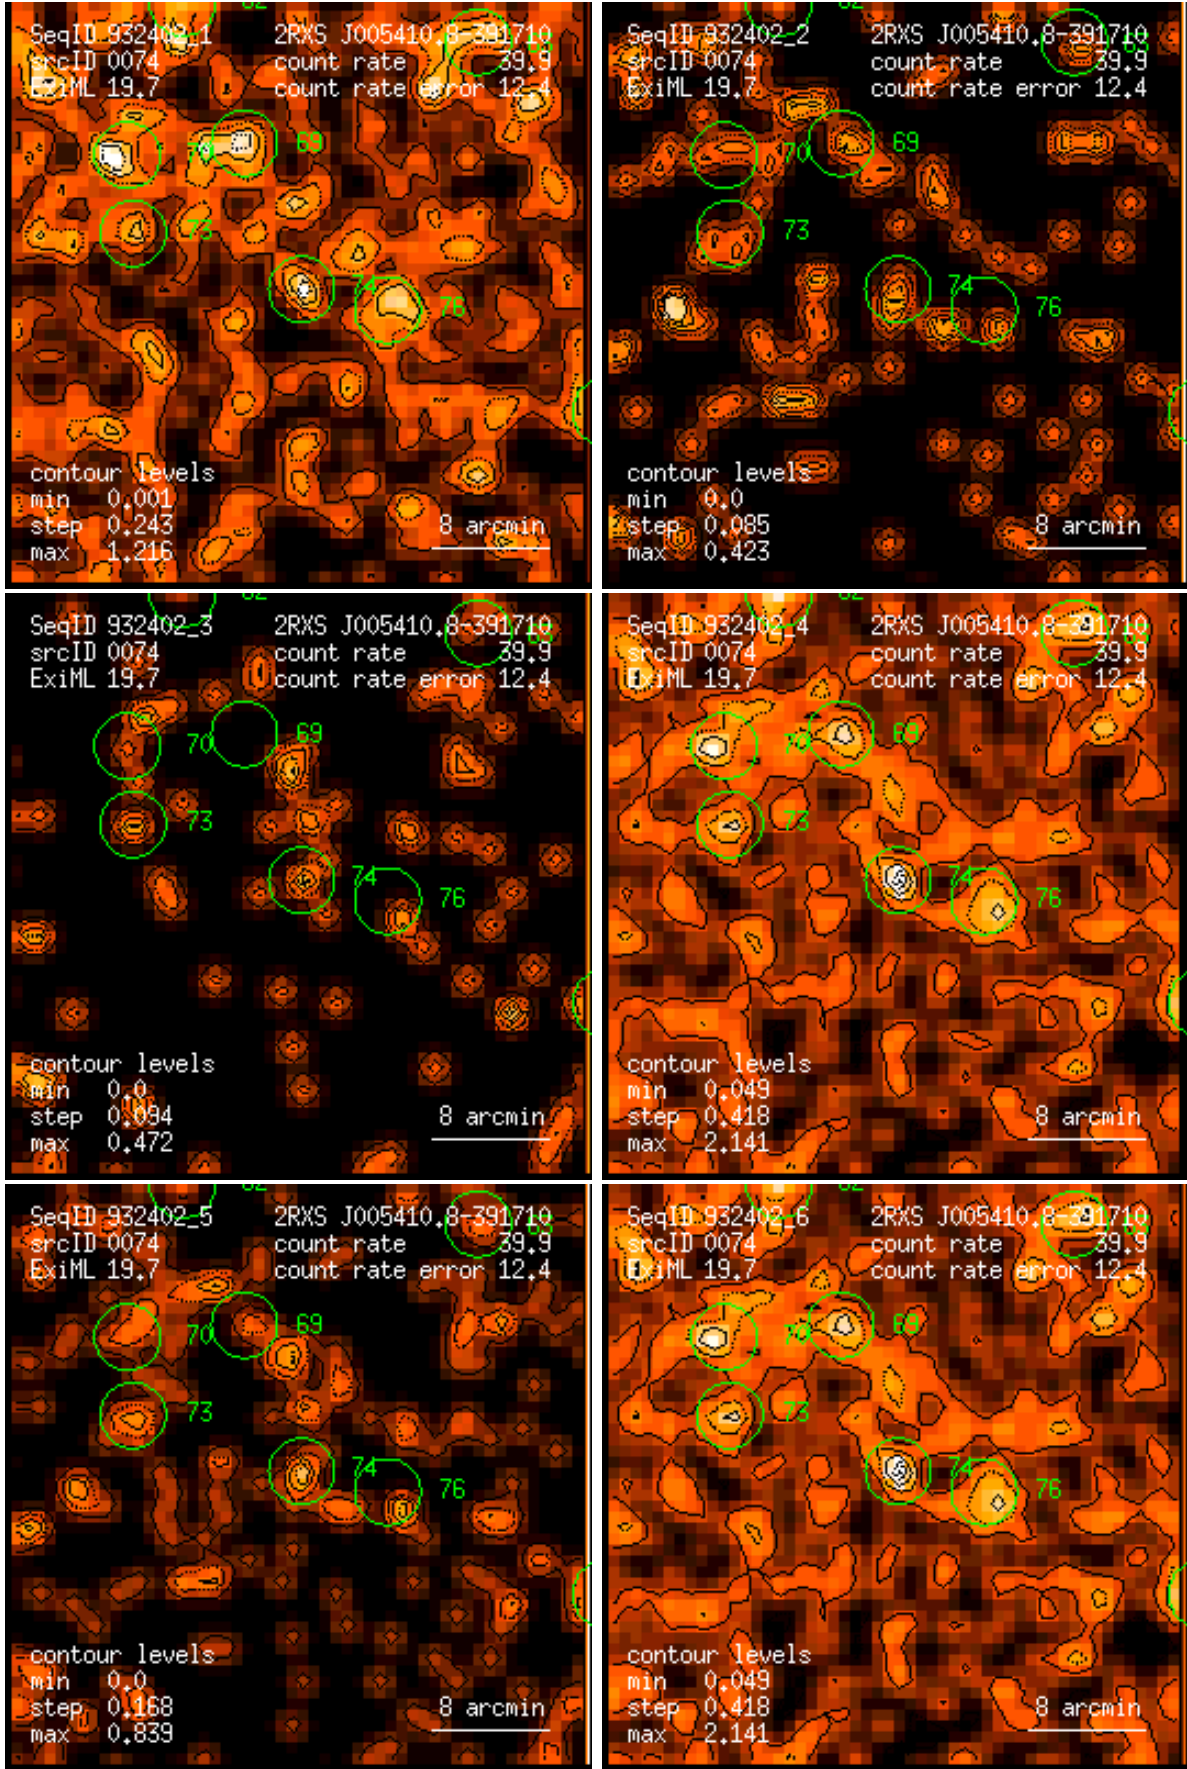 62
SeqID 932402_1 2RXS J005410.8-391710
srcID 0074 count rate 39.9
ExiML 19.7 count rate error 12.4
70 69
73
74
76
contour levels
min 0.001
step 0.243
max 1.216
8 arcmin
62
SeqID 932402_2 2RXS J005410.8-391710
srcID 0074 count rate 39.9
ExiML 19.7 count rate error 12.4
70 69
73
74
76
contour levels
min 0.0
step 0.085
max 0.423
8 arcmin
62
SeqID 932402_3 2RXS J005410.8-391710
srcID 0074 count rate 39.9
ExiML 19.7 count rate error 12.4
70 69
73
74
76
contour levels
min 0.0
step 0.094
max 0.472
8 arcmin
62
SeqID 932402_4 2RXS J005410.8-391710
srcID 0074 count rate 39.9
ExiML 19.7 count rate error 12.4
70 69
73
74
76
contour levels
min 0.049
step 0.418
max 2.141
8 arcmin
62
SeqID 932402_5 2RXS J005410.8-391710
srcID 0074 count rate 39.9
ExiML 19.7 count rate error 12.4
70 69
73
74
76
contour levels
min 0.0
step 0.168
max 0.839
8 arcmin
62
SeqID 932402_6 2RXS J005410.8-391710
srcID 0074 count rate 39.9
ExiML 19.7 count rate error 12.4
70 69
73
74
76
contour levels
min 0.049
step 0.418
max 2.141
8 arcmin